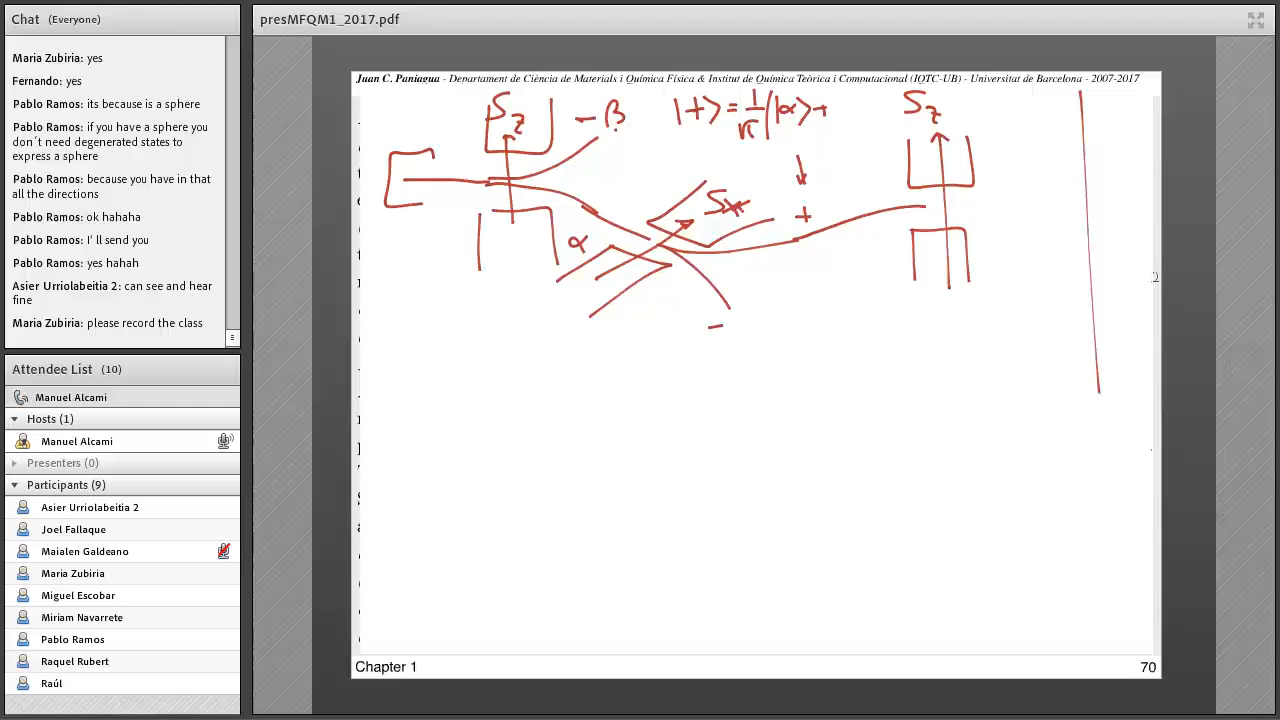 Chat (Everyone)
Maria Zubiria: yes
Fernando: yes
Pablo Ramos: its because is a sphere
Pablo Ramos: if you have a sphere you
don´t need degenerated states to
express a sphere
Pablo Ramos: because you have in that
all the directions
Pablo Ramos: ok hahaha
Pablo Ramos: I' ll send you
Pablo Ramos: yes hahah
Asier Urriolabeitia 2: can see and hear
fine
Maria Zubiria: please record the class
Attendee List (10)
Manuel Alcami
Hosts (1)
Manuel Alcami
Presenters (0)
Participants (9)
Asier Urriolabeitia 2
Joel Fallaque
Maialen Galdeano
Maria Zubiria
Miguel Escobar
Miriam Navarrete
Pablo Ramos
Raquel Rubert
Raúl
presMFQM1_2017.pdf
Juan C. Paniagua - Departament de Ciència de Materials i Química Física & Institut de Química Teòrica i Computacional (IQTC-UB) - Universitat de Barcelona - 2007-2017
Sz
- β
|+> = 1/√2 (|α> +
Sz
↓
+
Sx
α
-
Chapter 1
70